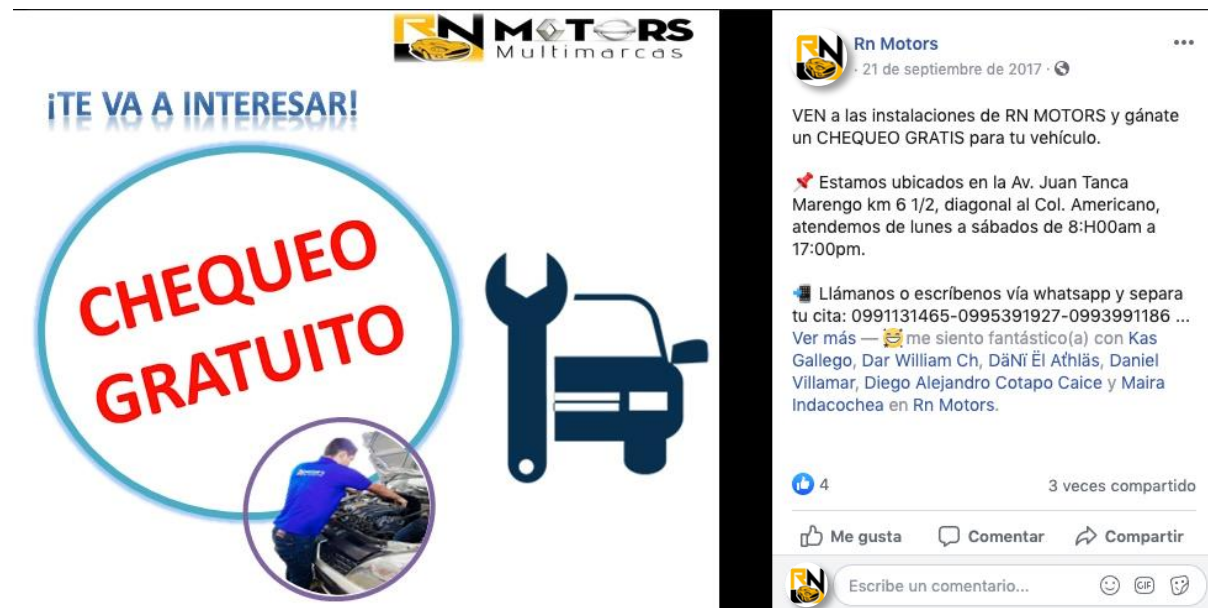 RN MOTORS
Multimarcas
¡TE VA A INTERESAR!
CHEQUEO
GRATUITO
Rn Motors
· 21 de septiembre de 2017 ·
VEN a las instalaciones de RN MOTORS y gánate
un CHEQUEO GRATIS para tu vehículo.
📌 Estamos ubicados en la Av. Juan Tanca
Marengo km 6 1/2, diagonal al Col. Americano,
atendemos de lunes a sábados de 8:H00am a
17:00pm.
📲 Llámanos o escríbenos vía whatsapp y separa
tu cita: 0991131465-0995391927-0993991186 ...
Ver más — 😆 me siento fantástico(a) con Kas
Gallego, Dar William Ch, DäNï Ël Aťhläs, Daniel
Villamar, Diego Alejandro Cotapo Caice y Maira
Indacochea en Rn Motors.
4
3 veces compartido
Me gusta
Comentar
Compartir
RN
Escribe un comentario...
GIF